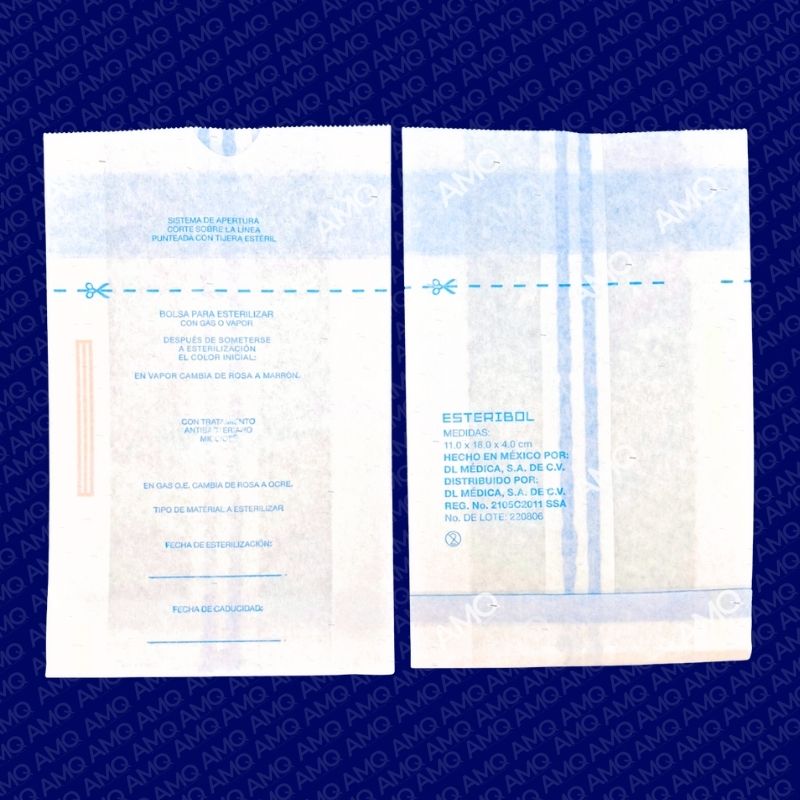 SISTEMA DE APERTURA
CORTE SOBRE LA LINEA
PUNTEADA CON TIJERA ESTÉRIL
BOLSA PARA ESTERILIZAR
CON GAS O VAPOR
DESPUÉS DE SOMETERSE
A ESTERILIZACIÓN
EL COLOR INICIAL:
EN VAPOR CAMBIA DE ROSA A MARRÓN.
CON TRATAMIENTO
ANTIBACTERIANO
EN GAS O.E. CAMBIA DE ROSA A OCRE.
TIPO DE MATERIAL A ESTERILIZAR
FECHA DE ESTERILIZACIÓN:
FECHA DE CADUCIDAD:
ESTERIBOL
MEDIDAS:
11.0 x 18.0 x 4.0 cm
HECHO EN MÉXICO POR:
DL MÉDICA, S.A. DE C.V.
DISTRIBUIDO POR:
DL MÉDICA, S.A. DE C.V.
REG. No. 2105C2011 SSA
No. DE LOTE: 220806
AMQ